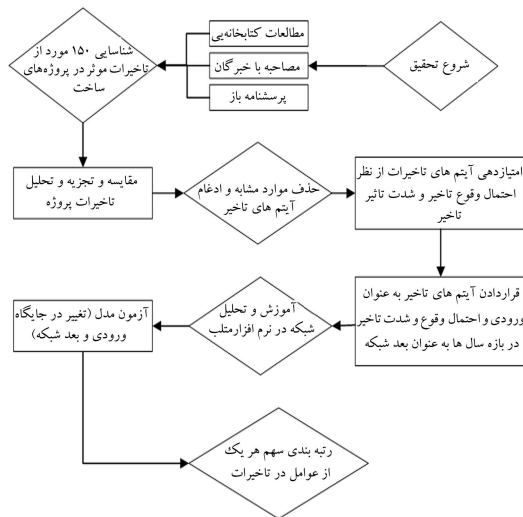 شروع تحقیق
مطالعات کتابخانه‌یی
مصاحبه با خبرگان
پرسشنامه باز
شناسایی ۱۵۰ مورد از
تاخیرات موثر در پروژه‌های
ساخت
مقایسه و تجزیه و تحلیل
تاخیرات پروژه
حذف موارد مشابه و ادغام
آیتم های تاخیر
امتیازدهی آیتم های تاخیرات از نظر
احتمال وقوع تاخیر و شدت تاثیر
تاخیر
قراردادن آیتم های تاخیر به عنوان
ورودی و احتمال وقوع و شدت تاخیر
در بازه سال ها به عنوان بعد شبکه
آموزش و تحلیل
شبکه در نرم افزارمتلب
آزمون مدل (تغییر در جایگاه
ورودی و بعد شبکه)
رتبه بندی سهم هر یک
از عوامل در تاخیرات